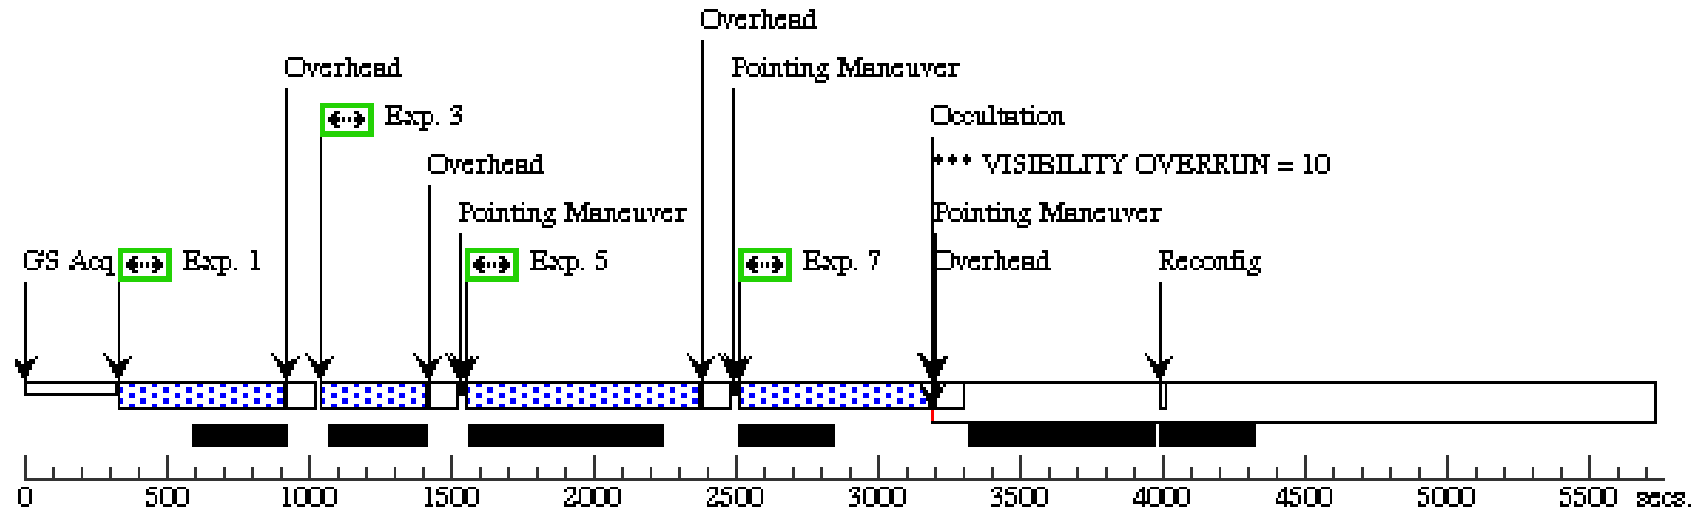 Overhead
Overhead
Pointing Maneuver
Exp. 3
Occultation
Overhead
*** VISIBILITY OVERRUN = 10
Pointing Maneuver
Pointing Maneuver
GS Acq
Exp. 1
Exp. 5
Exp. 7
Overhead
Reconfig
0 500 1000 1500 2000 2500 3000 3500 4000 4500 5000 5500 secs.